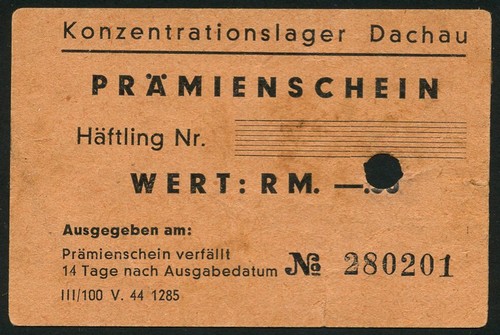 Konzentrationslager Dachau
PRÄMIENSCHEIN
Häftling Nr.
WERT: RM. —.
Ausgegeben am:
Prämienschein verfällt
14 Tage nach Ausgabedatum
№ 280201
III/100 V. 44 1285